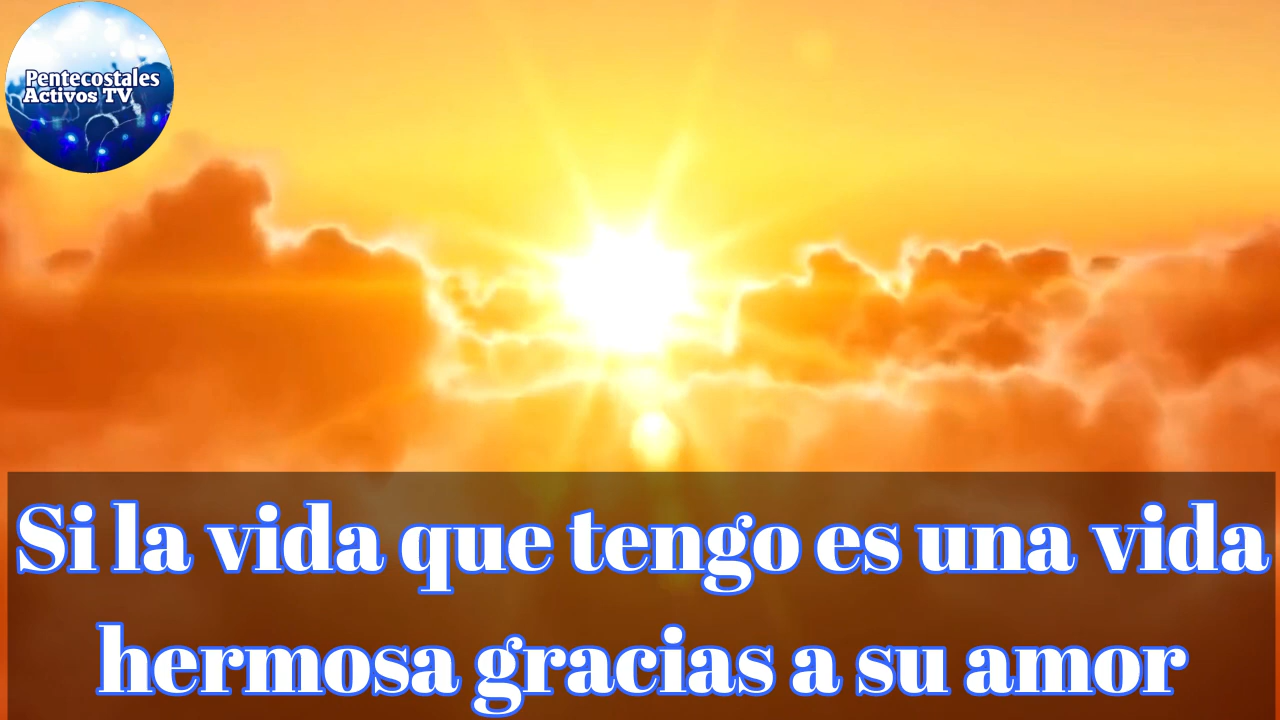 Pentecostales
Activos TV
Si la vida que tengo es una vida
hermosa gracias a su amor